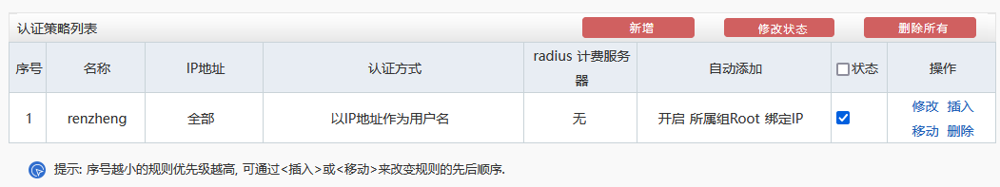 认证策略列表 新增 修改状态 删除所有
序号 名称 IP地址 认证方式 radius 计费服务器 自动添加 状态 操作
1 renzheng 全部 以IP地址作为用户名 无 开启 所属组Root 绑定IP 修改 插入
移动 删除
提示: 序号越小的规则优先级越高, 可通过<插入>或<移动>来改变规则的先后顺序.